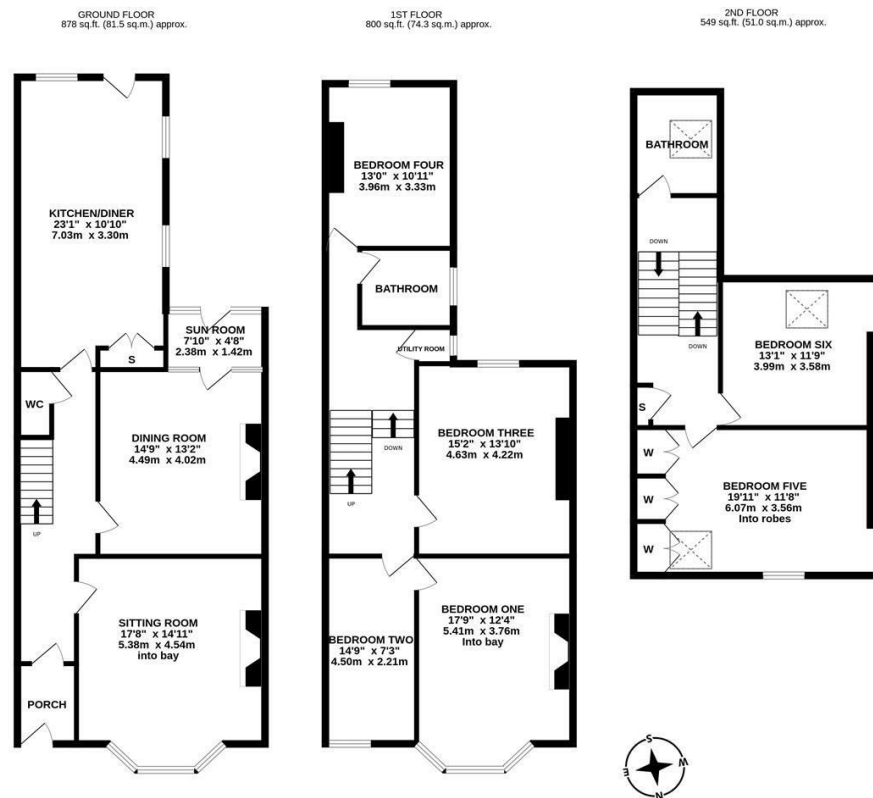 GROUND FLOOR
878 sq.ft. (81.5 sq.m.) approx.
KITCHEN/DINER
23'1" x 10'10"
7.03m x 3.30m
SUN ROOM
7'10" x 4'8"
2.38m x 1.42m
S
WC
DINING ROOM
14'9" x 13'2"
4.49m x 4.02m
UP
SITTING ROOM
17'8" x 14'11"
5.38m x 4.54m
into bay
PORCH
1ST FLOOR
800 sq.ft. (74.3 sq.m.) approx.
BEDROOM FOUR
13'0" x 10'11"
3.96m x 3.33m
BATHROOM
UTILITY ROOM
DOWN
UP
BEDROOM THREE
15'2" x 13'10"
4.63m x 4.22m
BEDROOM TWO
14'9" x 7'3"
4.50m x 2.21m
BEDROOM ONE
17'9" x 12'4"
5.41m x 3.76m
Into bay
2ND FLOOR
549 sq.ft. (51.0 sq.m.) approx.
BATHROOM
DOWN
DOWN
BEDROOM SIX
13'1" x 11'9"
3.99m x 3.58m
S
W
W
W
BEDROOM FIVE
19'11" x 11'8"
6.07m x 3.56m
Into robes
S
W
E
N